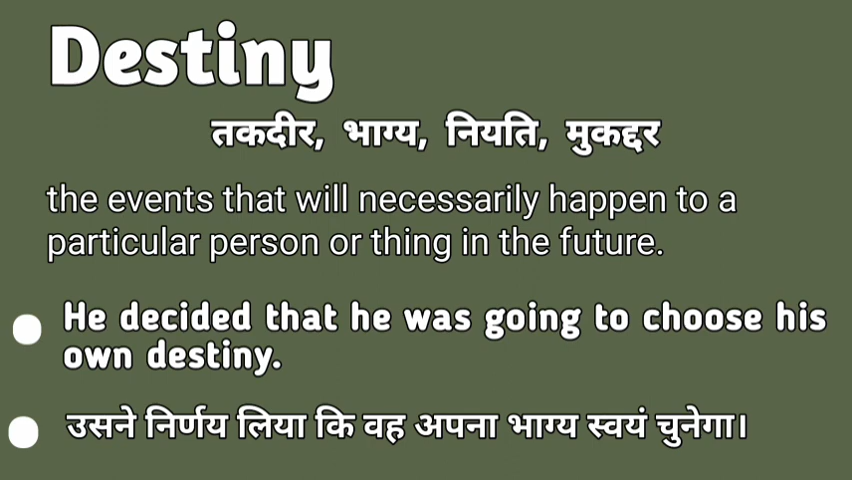 Destiny
तकदीर, भाग्य, नियति, मुकद्दर
the events that will necessarily happen to a
particular person or thing in the future.
He decided that he was going to choose his
own destiny.
उसने निर्णय लिया कि वह अपना भाग्य स्वयं चुनेगा।